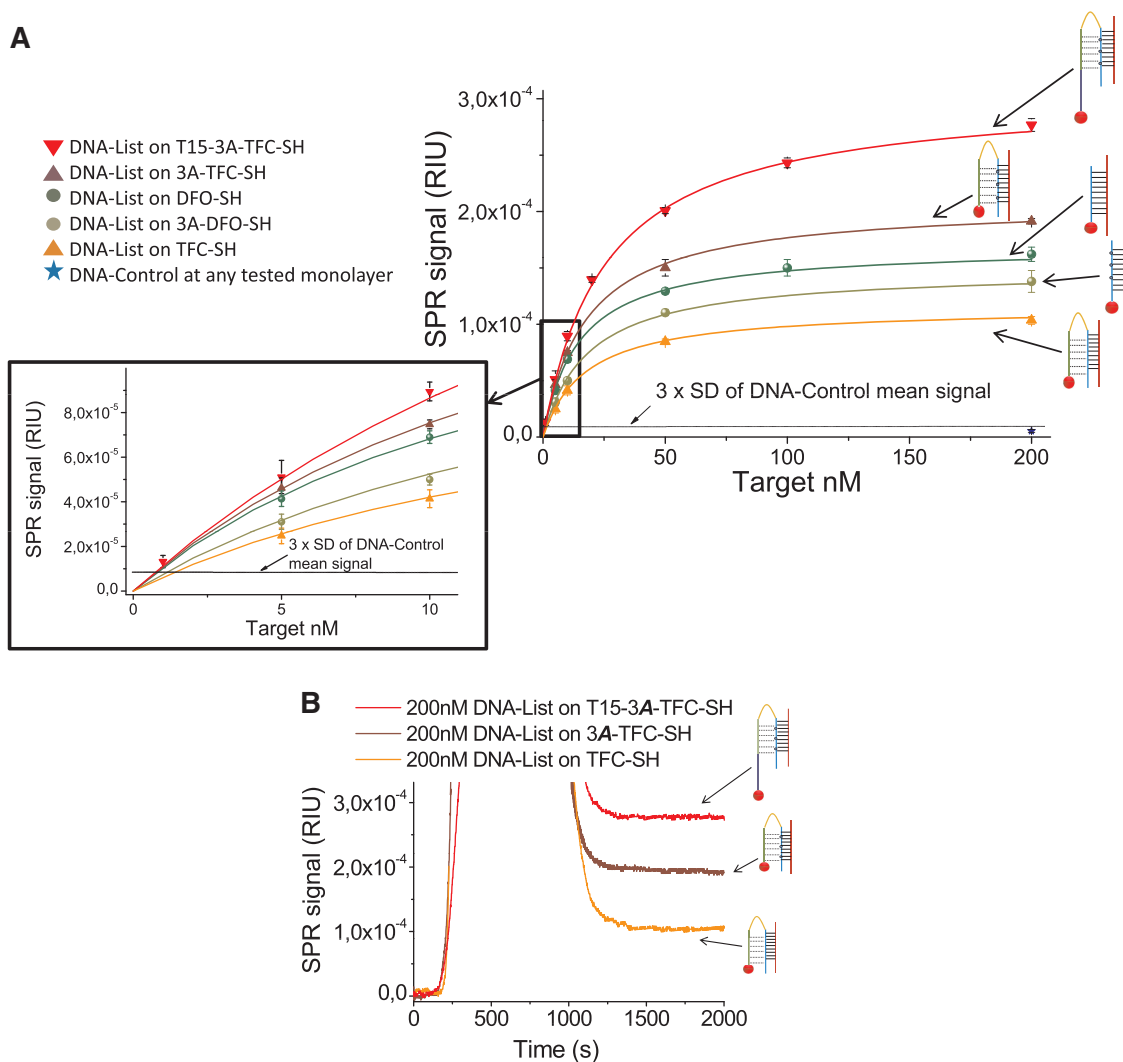 A
DNA-List on T15-3A-TFC-SH
DNA-List on 3A-TFC-SH
DNA-List on DFO-SH
DNA-List on 3A-DFO-SH
DNA-List on TFC-SH
DNA-Control at any tested monolayer
SPR signal (RIU)
3,0x10-4
2,0x10-4
1,0x10-4
0,0
3 x SD of DNA-Control mean signal
0 50 100 150 200
Target nM
SPR signal (RIU)
8,0x10-5
6,0x10-5
4,0x10-5
2,0x10-5
0,0
3 x SD of DNA-Control
mean signal
0 5 10
Target nM
B
200nM DNA-List on T15-3A-TFC-SH
200nM DNA-List on 3A-TFC-SH
200nM DNA-List on TFC-SH
SPR signal (RIU)
3,0x10-4
2,0x10-4
1,0x10-4
0,0
0 500 1000 1500 2000
Time (s)